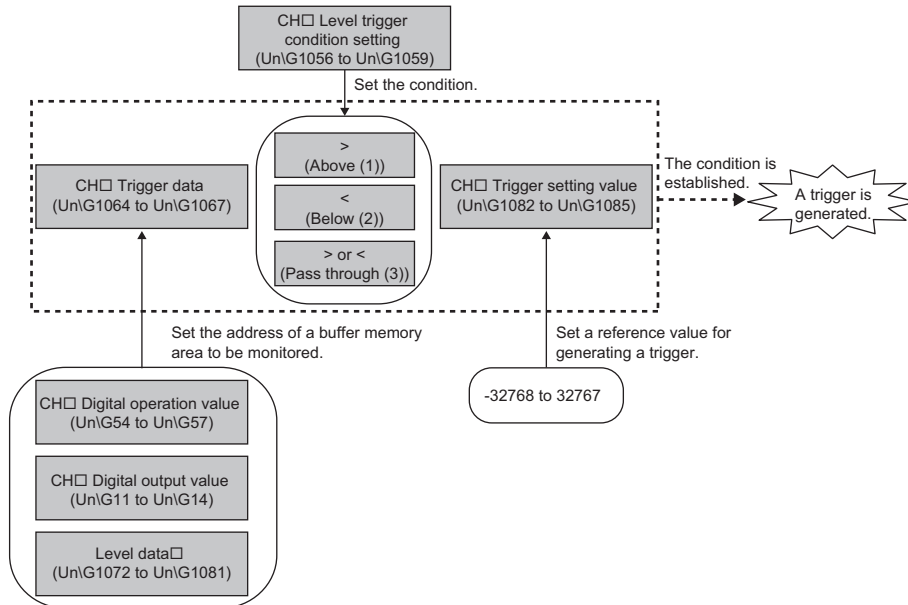 CH□ Level trigger
condition setting
(Un\G1056 to Un\G1059)
Set the condition.
>
(Above (1))
<
(Below (2))
> or <
(Pass through (3))
CH□ Trigger data
(Un\G1064 to Un\G1067)
CH□ Trigger setting value
(Un\G1082 to Un\G1085)
The condition is
established.
A trigger is
generated.
Set the address of a buffer memory
area to be monitored.
Set a reference value for
generating a trigger.
CH□ Digital operation value
(Un\G54 to Un\G57)
-32768 to 32767
CH□ Digital output value
(Un\G11 to Un\G14)
Level data□
(Un\G1072 to Un\G1081)